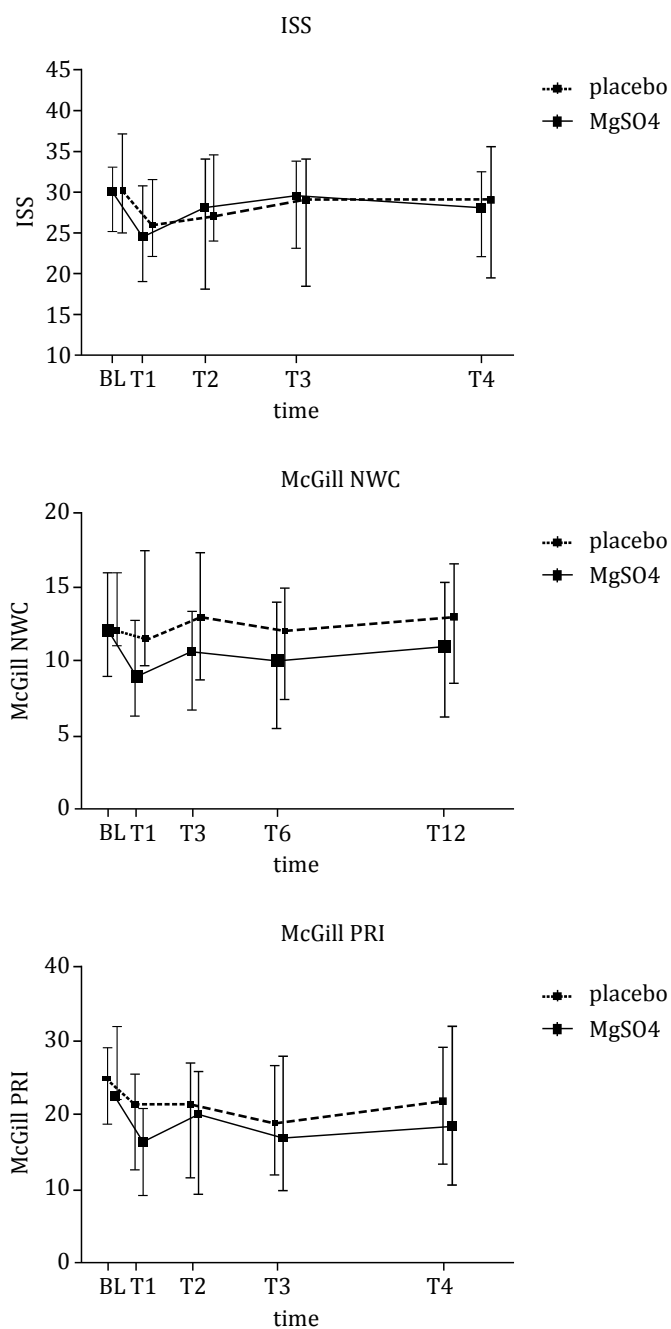 ISS
45
40
35
30
25
20
15
10
ISS
BL T1 T2 T3 T4
time
placebo
MgSO4
McGill NWC
20
15
10
5
0
McGill NWC
BL T1 T3 T6 T12
time
placebo
MgSO4
McGill PRI
40
30
20
10
0
McGill PRI
BL T1 T2 T3 T4
time
placebo
MgSO4